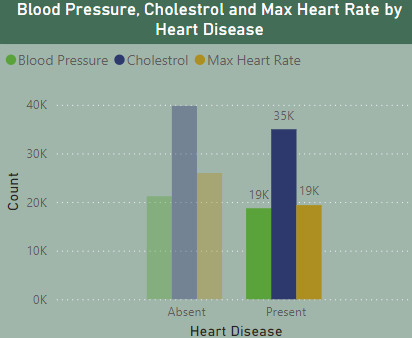 Blood Pressure, Cholestrol and Max Heart Rate by
Heart Disease
Blood Pressure Cholestrol Max Heart Rate
40K
35K
30K
20K
19K 19K
10K
0K
Count
Absent Present
Heart Disease